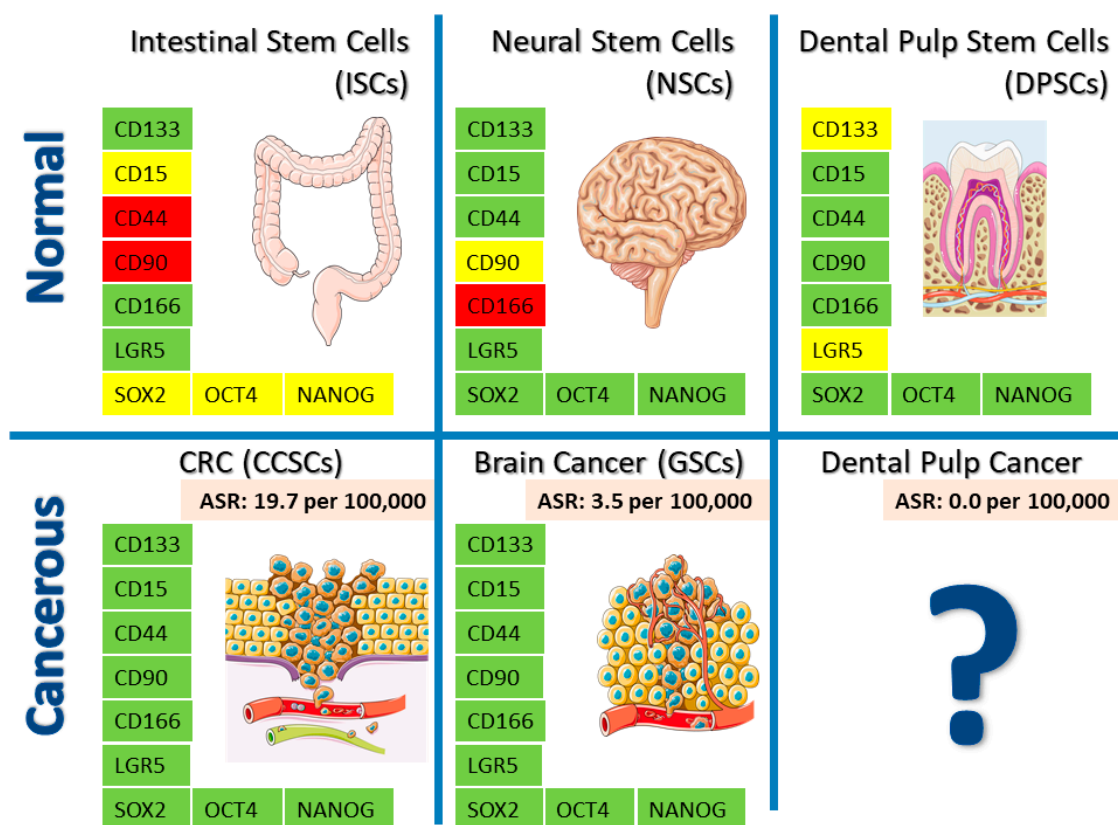 Normal
Intestinal Stem Cells
(ISCs)
CD133
CD15
CD44
CD90
CD166
LGR5
SOX2 OCT4 NANOG
Neural Stem Cells
(NSCs)
CD133
CD15
CD44
CD90
CD166
LGR5
SOX2 OCT4 NANOG
Dental Pulp Stem Cells
(DPSCs)
CD133
CD15
CD44
CD90
CD166
LGR5
SOX2 OCT4 NANOG
Cancerous
CRC (CCSCs)
ASR: 19.7 per 100,000
CD133
CD15
CD44
CD90
CD166
LGR5
SOX2 OCT4 NANOG
Brain Cancer (GSCs)
ASR: 3.5 per 100,000
CD133
CD15
CD44
CD90
CD166
LGR5
SOX2 OCT4 NANOG
Dental Pulp Cancer
ASR: 0.0 per 100,000
?